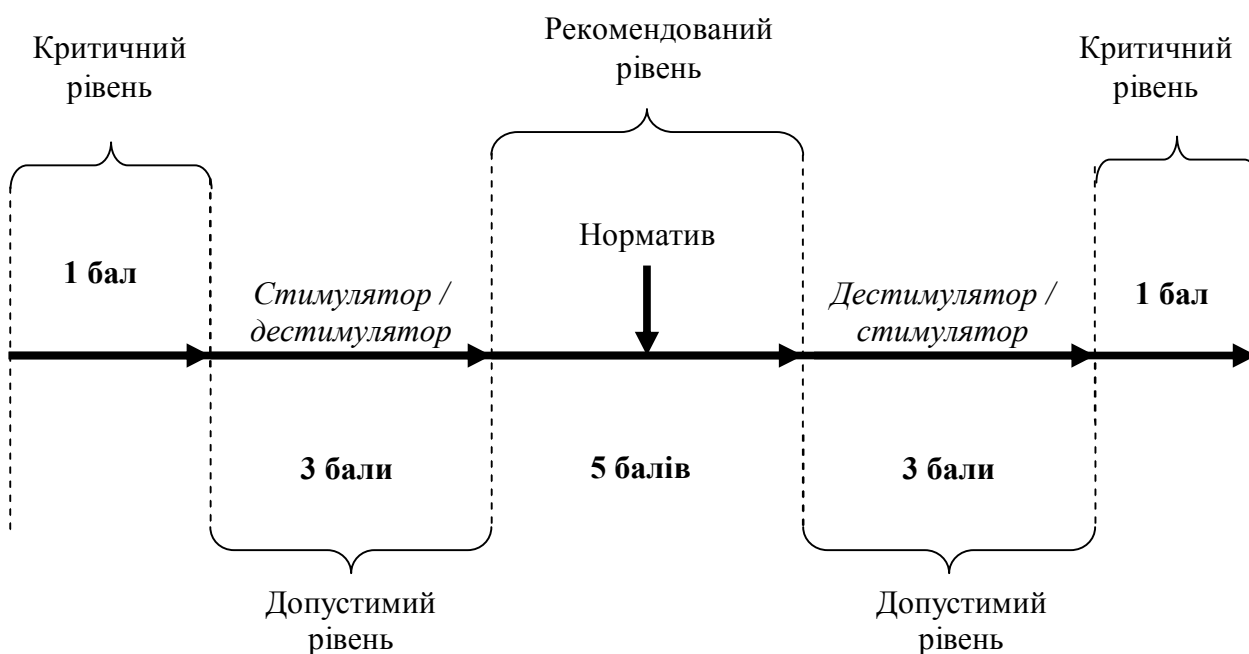 Критичний
рівень
Рекомендований
рівень
Критичний
рівень
Норматив
1 бал
Стимулятор /
дестимулятор
Дестимулятор /
стимулятор
1 бал
3 бали
5 балів
3 бали
Допустимий
рівень
Допустимий
рівень